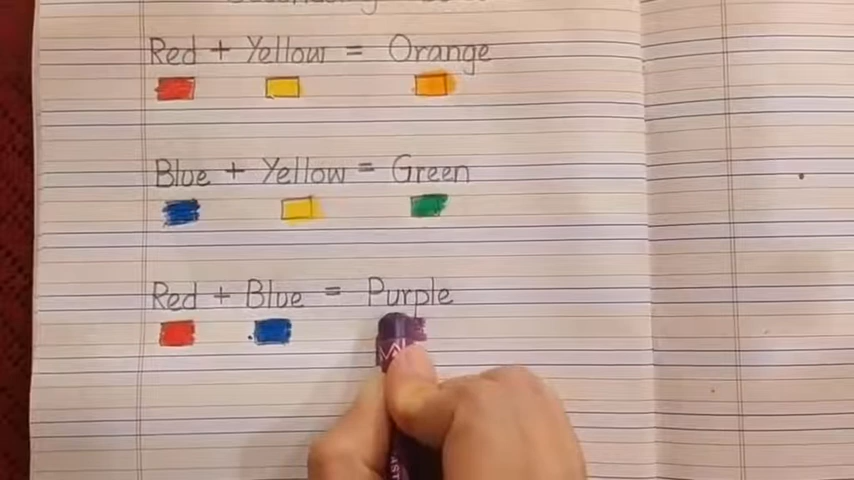 Red + Yellow = Orange
Blue + Yellow = Green
Red + Blue = Purple